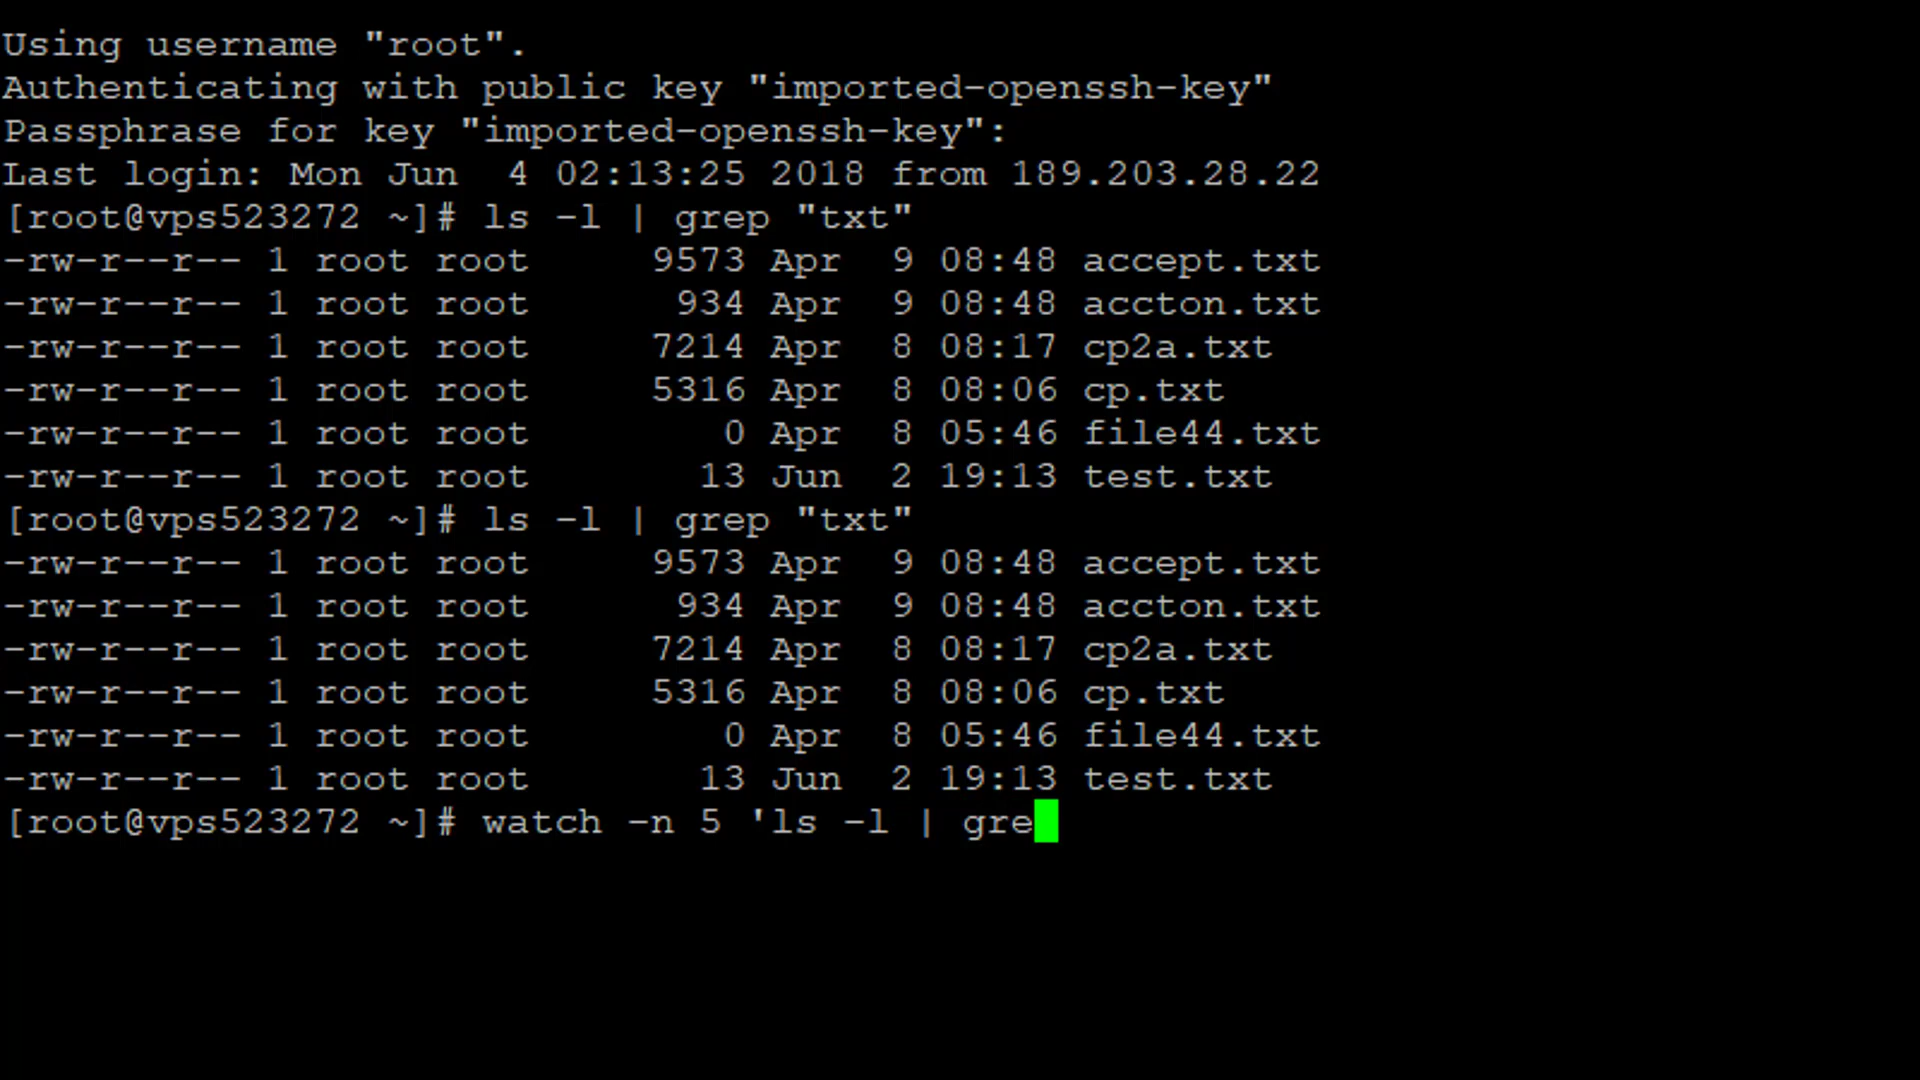 Using username "root".
Authenticating with public key "imported-openssh-key"
Passphrase for key "imported-openssh-key":
Last login: Mon Jun  4 02:13:25 2018 from 189.203.28.22
[root@vps523272 ~]# ls -l | grep "txt"
-rw-r--r-- 1 root root     9573 Apr  9 08:48 accept.txt
-rw-r--r-- 1 root root      934 Apr  9 08:48 accton.txt
-rw-r--r-- 1 root root     7214 Apr  8 08:17 cp2a.txt
-rw-r--r-- 1 root root     5316 Apr  8 08:06 cp.txt
-rw-r--r-- 1 root root        0 Apr  8 05:46 file44.txt
-rw-r--r-- 1 root root       13 Jun  2 19:13 test.txt
[root@vps523272 ~]# ls -l | grep "txt"
-rw-r--r-- 1 root root     9573 Apr  9 08:48 accept.txt
-rw-r--r-- 1 root root      934 Apr  9 08:48 accton.txt
-rw-r--r-- 1 root root     7214 Apr  8 08:17 cp2a.txt
-rw-r--r-- 1 root root     5316 Apr  8 08:06 cp.txt
-rw-r--r-- 1 root root        0 Apr  8 05:46 file44.txt
-rw-r--r-- 1 root root       13 Jun  2 19:13 test.txt
[root@vps523272 ~]# watch -n 5 'ls -l | gre